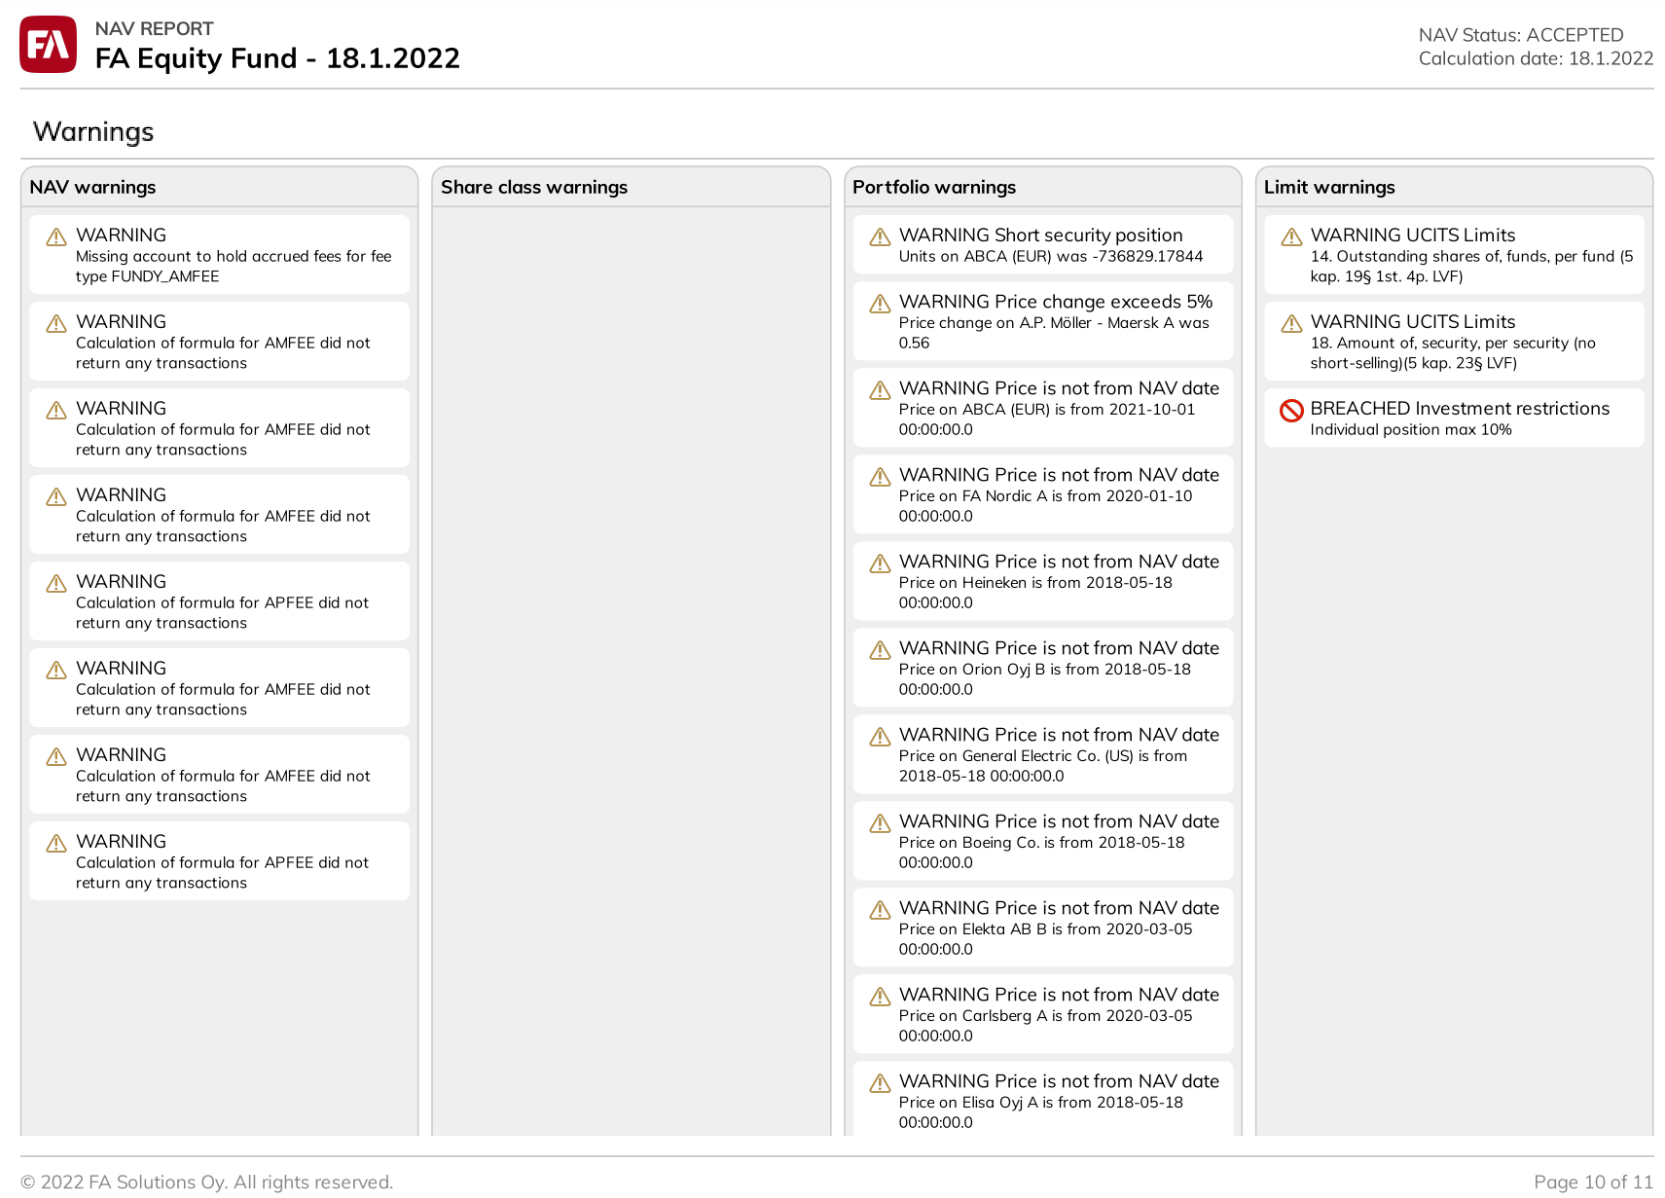 FA
NAV REPORT
FA Equity Fund - 18.1.2022
NAV Status: ACCEPTED
Calculation date: 18.1.2022
Warnings
NAV warnings
WARNING
Missing account to hold accrued fees for fee
type FUNDY_AMFEE
WARNING
Calculation of formula for AMFEE did not
return any transactions
WARNING
Calculation of formula for AMFEE did not
return any transactions
WARNING
Calculation of formula for AMFEE did not
return any transactions
WARNING
Calculation of formula for APFEE did not
return any transactions
WARNING
Calculation of formula for AMFEE did not
return any transactions
WARNING
Calculation of formula for AMFEE did not
return any transactions
WARNING
Calculation of formula for APFEE did not
return any transactions
Share class warnings
Portfolio warnings
WARNING Short security position
Units on ABCA (EUR) was -736829.17844
WARNING Price change exceeds 5%
Price change on A.P. Möller - Maersk A was
0.56
WARNING Price is not from NAV date
Price on ABCA (EUR) is from 2021-10-01
00:00:00.0
WARNING Price is not from NAV date
Price on FA Nordic A is from 2020-01-10
00:00:00.0
WARNING Price is not from NAV date
Price on Heineken is from 2018-05-18
00:00:00.0
WARNING Price is not from NAV date
Price on Orion Oyj B is from 2018-05-18
00:00:00.0
WARNING Price is not from NAV date
Price on General Electric Co. (US) is from
2018-05-18 00:00:00.0
WARNING Price is not from NAV date
Price on Boeing Co. is from 2018-05-18
00:00:00.0
WARNING Price is not from NAV date
Price on Elekta AB B is from 2020-03-05
00:00:00.0
WARNING Price is not from NAV date
Price on Carlsberg A is from 2020-03-05
00:00:00.0
WARNING Price is not from NAV date
Price on Elisa Oyj A is from 2018-05-18
00:00:00.0
Limit warnings
WARNING UCITS Limits
14. Outstanding shares of, funds, per fund (5
kap. 19§ 1st. 4p. LVF)
WARNING UCITS Limits
18. Amount of, security, per security (no
short-selling)(5 kap. 23§ LVF)
BREACHED Investment restrictions
Individual position max 10%
© 2022 FA Solutions Oy. All rights reserved.
Page 10 of 11